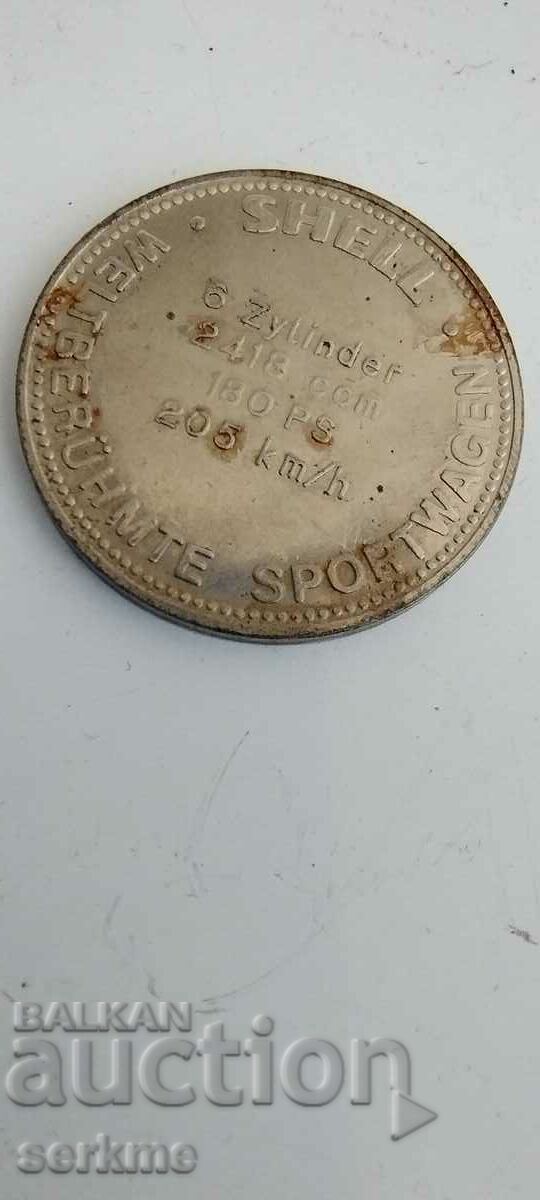 SHELL
6 Zylinder
2418 ccm
180 PS
205 km/h
WELTBERÜHMTE SPORTWAGEN
BALKAN
auction
serkme